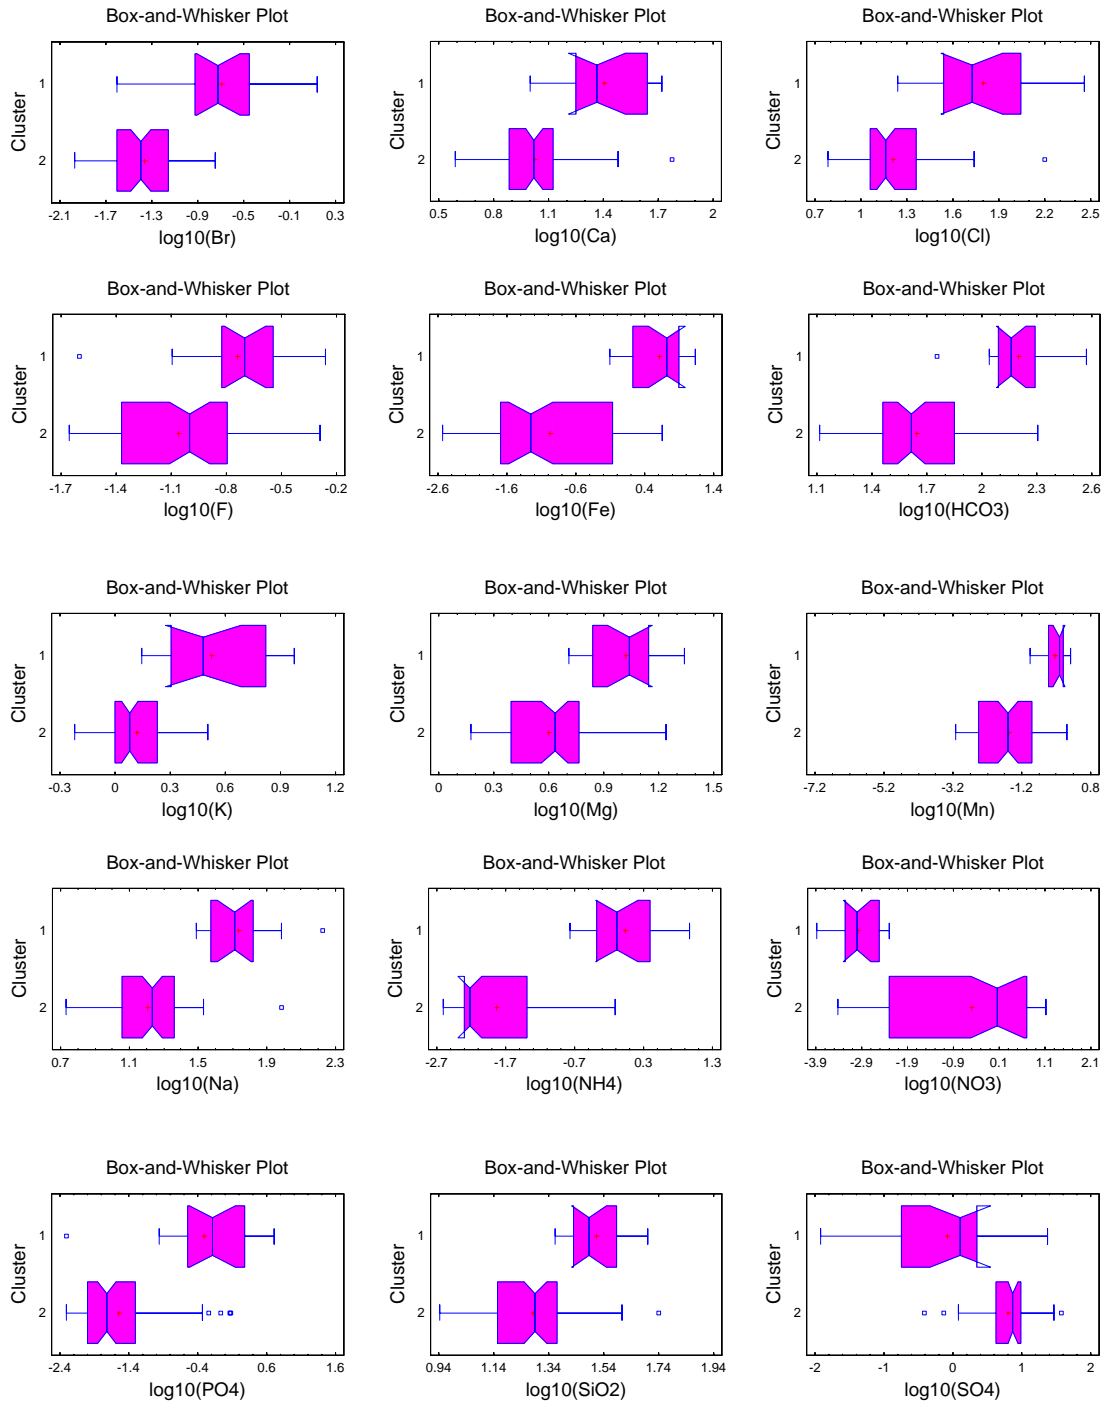 Box-and-Whisker Plot
Box-and-Whisker Plot
Box-and-Whisker Plot
Cluster
1
2
-2.1 -1.7 -1.3 -0.9 -0.5 -0.1 0.3
log10(Br)
Cluster
1
2
0.5 0.8 1.1 1.4 1.7 2
log10(Ca)
Cluster
1
2
0.7 1 1.3 1.6 1.9 2.2 2.5
log10(Cl)
Box-and-Whisker Plot
Box-and-Whisker Plot
Box-and-Whisker Plot
Cluster
1
2
-1.7 -1.4 -1.1 -0.8 -0.5 -0.2
log10(F)
Cluster
1
2
-2.6 -1.6 -0.6 0.4 1.4
log10(Fe)
Cluster
1
2
1.1 1.4 1.7 2 2.3 2.6
log10(HCO3)
Box-and-Whisker Plot
Box-and-Whisker Plot
Box-and-Whisker Plot
Cluster
1
2
-0.3 0 0.3 0.6 0.9 1.2
log10(K)
Cluster
1
2
0 0.3 0.6 0.9 1.2 1.5
log10(Mg)
Cluster
1
2
-7.2 -5.2 -3.2 -1.2 0.8
log10(Mn)
Box-and-Whisker Plot
Box-and-Whisker Plot
Box-and-Whisker Plot
Cluster
1
2
0.7 1.1 1.5 1.9 2.3
log10(Na)
Cluster
1
2
-2.7 -1.7 -0.7 0.3 1.3
log10(NH4)
Cluster
1
2
-3.9 -2.9 -1.9 -0.9 0.1 1.1 2.1
log10(NO3)
Box-and-Whisker Plot
Box-and-Whisker Plot
Box-and-Whisker Plot
Cluster
1
2
-2.4 -1.4 -0.4 0.6 1.6
log10(PO4)
Cluster
1
2
0.94 1.14 1.34 1.54 1.74 1.94
log10(SiO2)
Cluster
1
2
-2 -1 0 1 2
log10(SO4)